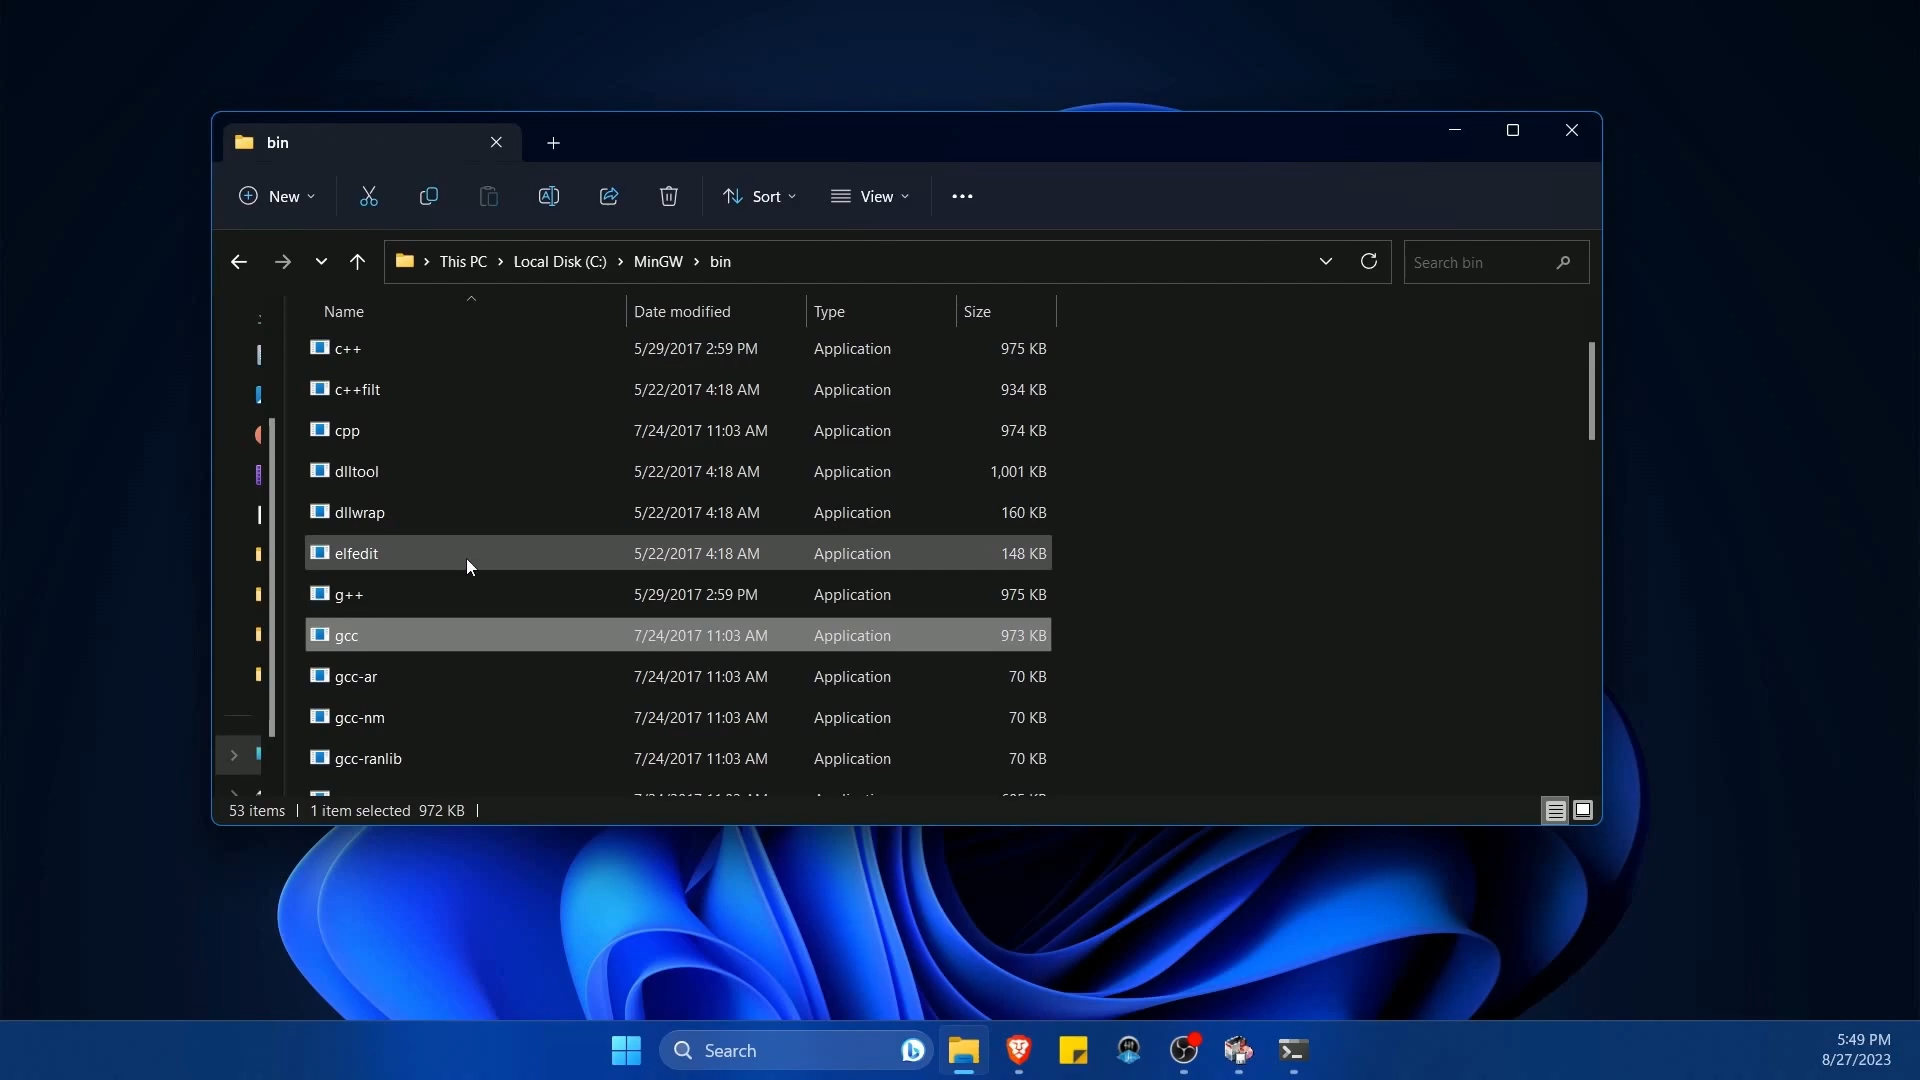 bin
New
Sort
View
This PC > Local Disk (C:) > MinGW > bin
Search bin
Name Date modified Type Size
c++ 5/29/2017 2:59 PM Application 975 KB
c++filt 5/22/2017 4:18 AM Application 934 KB
cpp 7/24/2017 11:03 AM Application 974 KB
dlltool 5/22/2017 4:18 AM Application 1,001 KB
dllwrap 5/22/2017 4:18 AM Application 160 KB
elfedit 5/22/2017 4:18 AM Application 148 KB
g++ 5/29/2017 2:59 PM Application 975 KB
gcc 7/24/2017 11:03 AM Application 973 KB
gcc-ar 7/24/2017 11:03 AM Application 70 KB
gcc-nm 7/24/2017 11:03 AM Application 70 KB
gcc-ranlib 7/24/2017 11:03 AM Application 70 KB
53 items | 1 item selected 972 KB |
Search
5:49 PM
8/27/2023